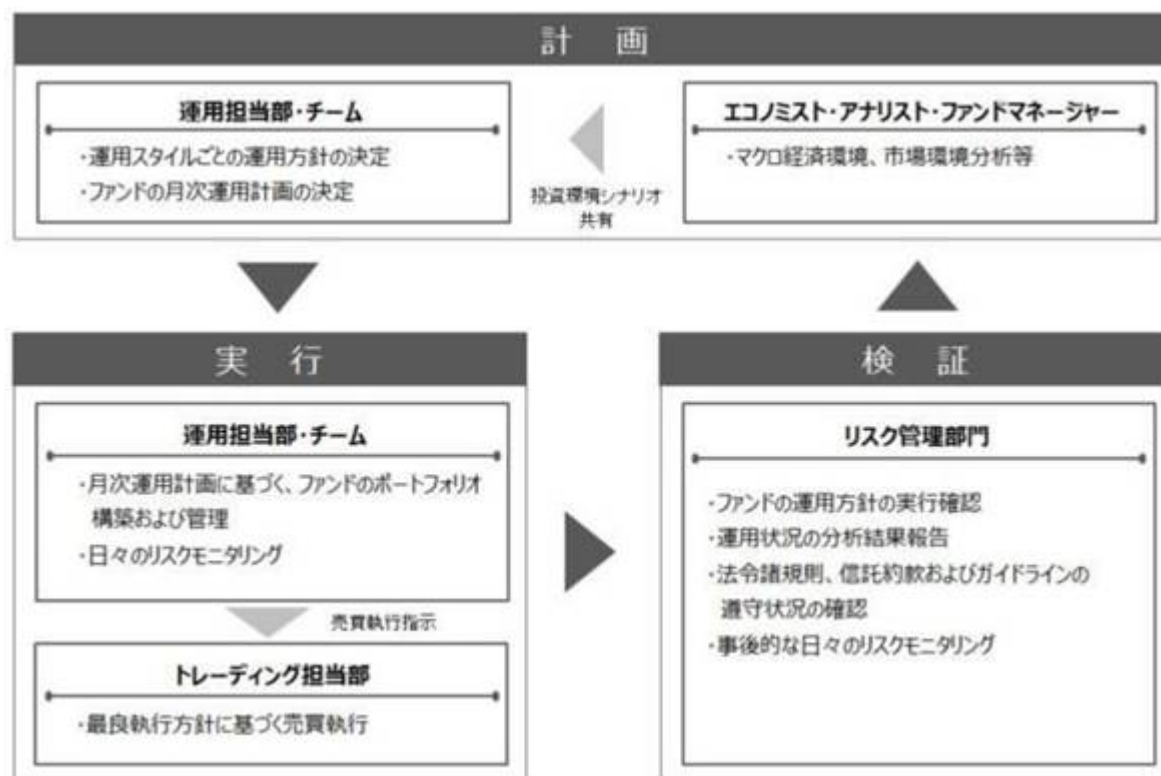 計 画
運用担当部・チーム
・運用スタイルごとの運用方針の決定
・ファンドの月次運用計画の決定
投資環境シナリオ
共有
エコノミスト・アナリスト・ファンドマネージャー
・マクロ経済環境、市場環境分析等
実 行
運用担当部・チーム
・月次運用計画に基づく、ファンドのポートフォリオ
構築および管理
・日々のリスクモニタリング
売買執行指示
トレーディング担当部
・最良執行方針に基づく売買執行
検 証
リスク管理部門
・ファンドの運用方針の実行確認
・運用状況の分析結果報告
・法令諸規則、信託約款およびガイドラインの
遵守状況の確認
・事後的な日々のリスクモニタリング